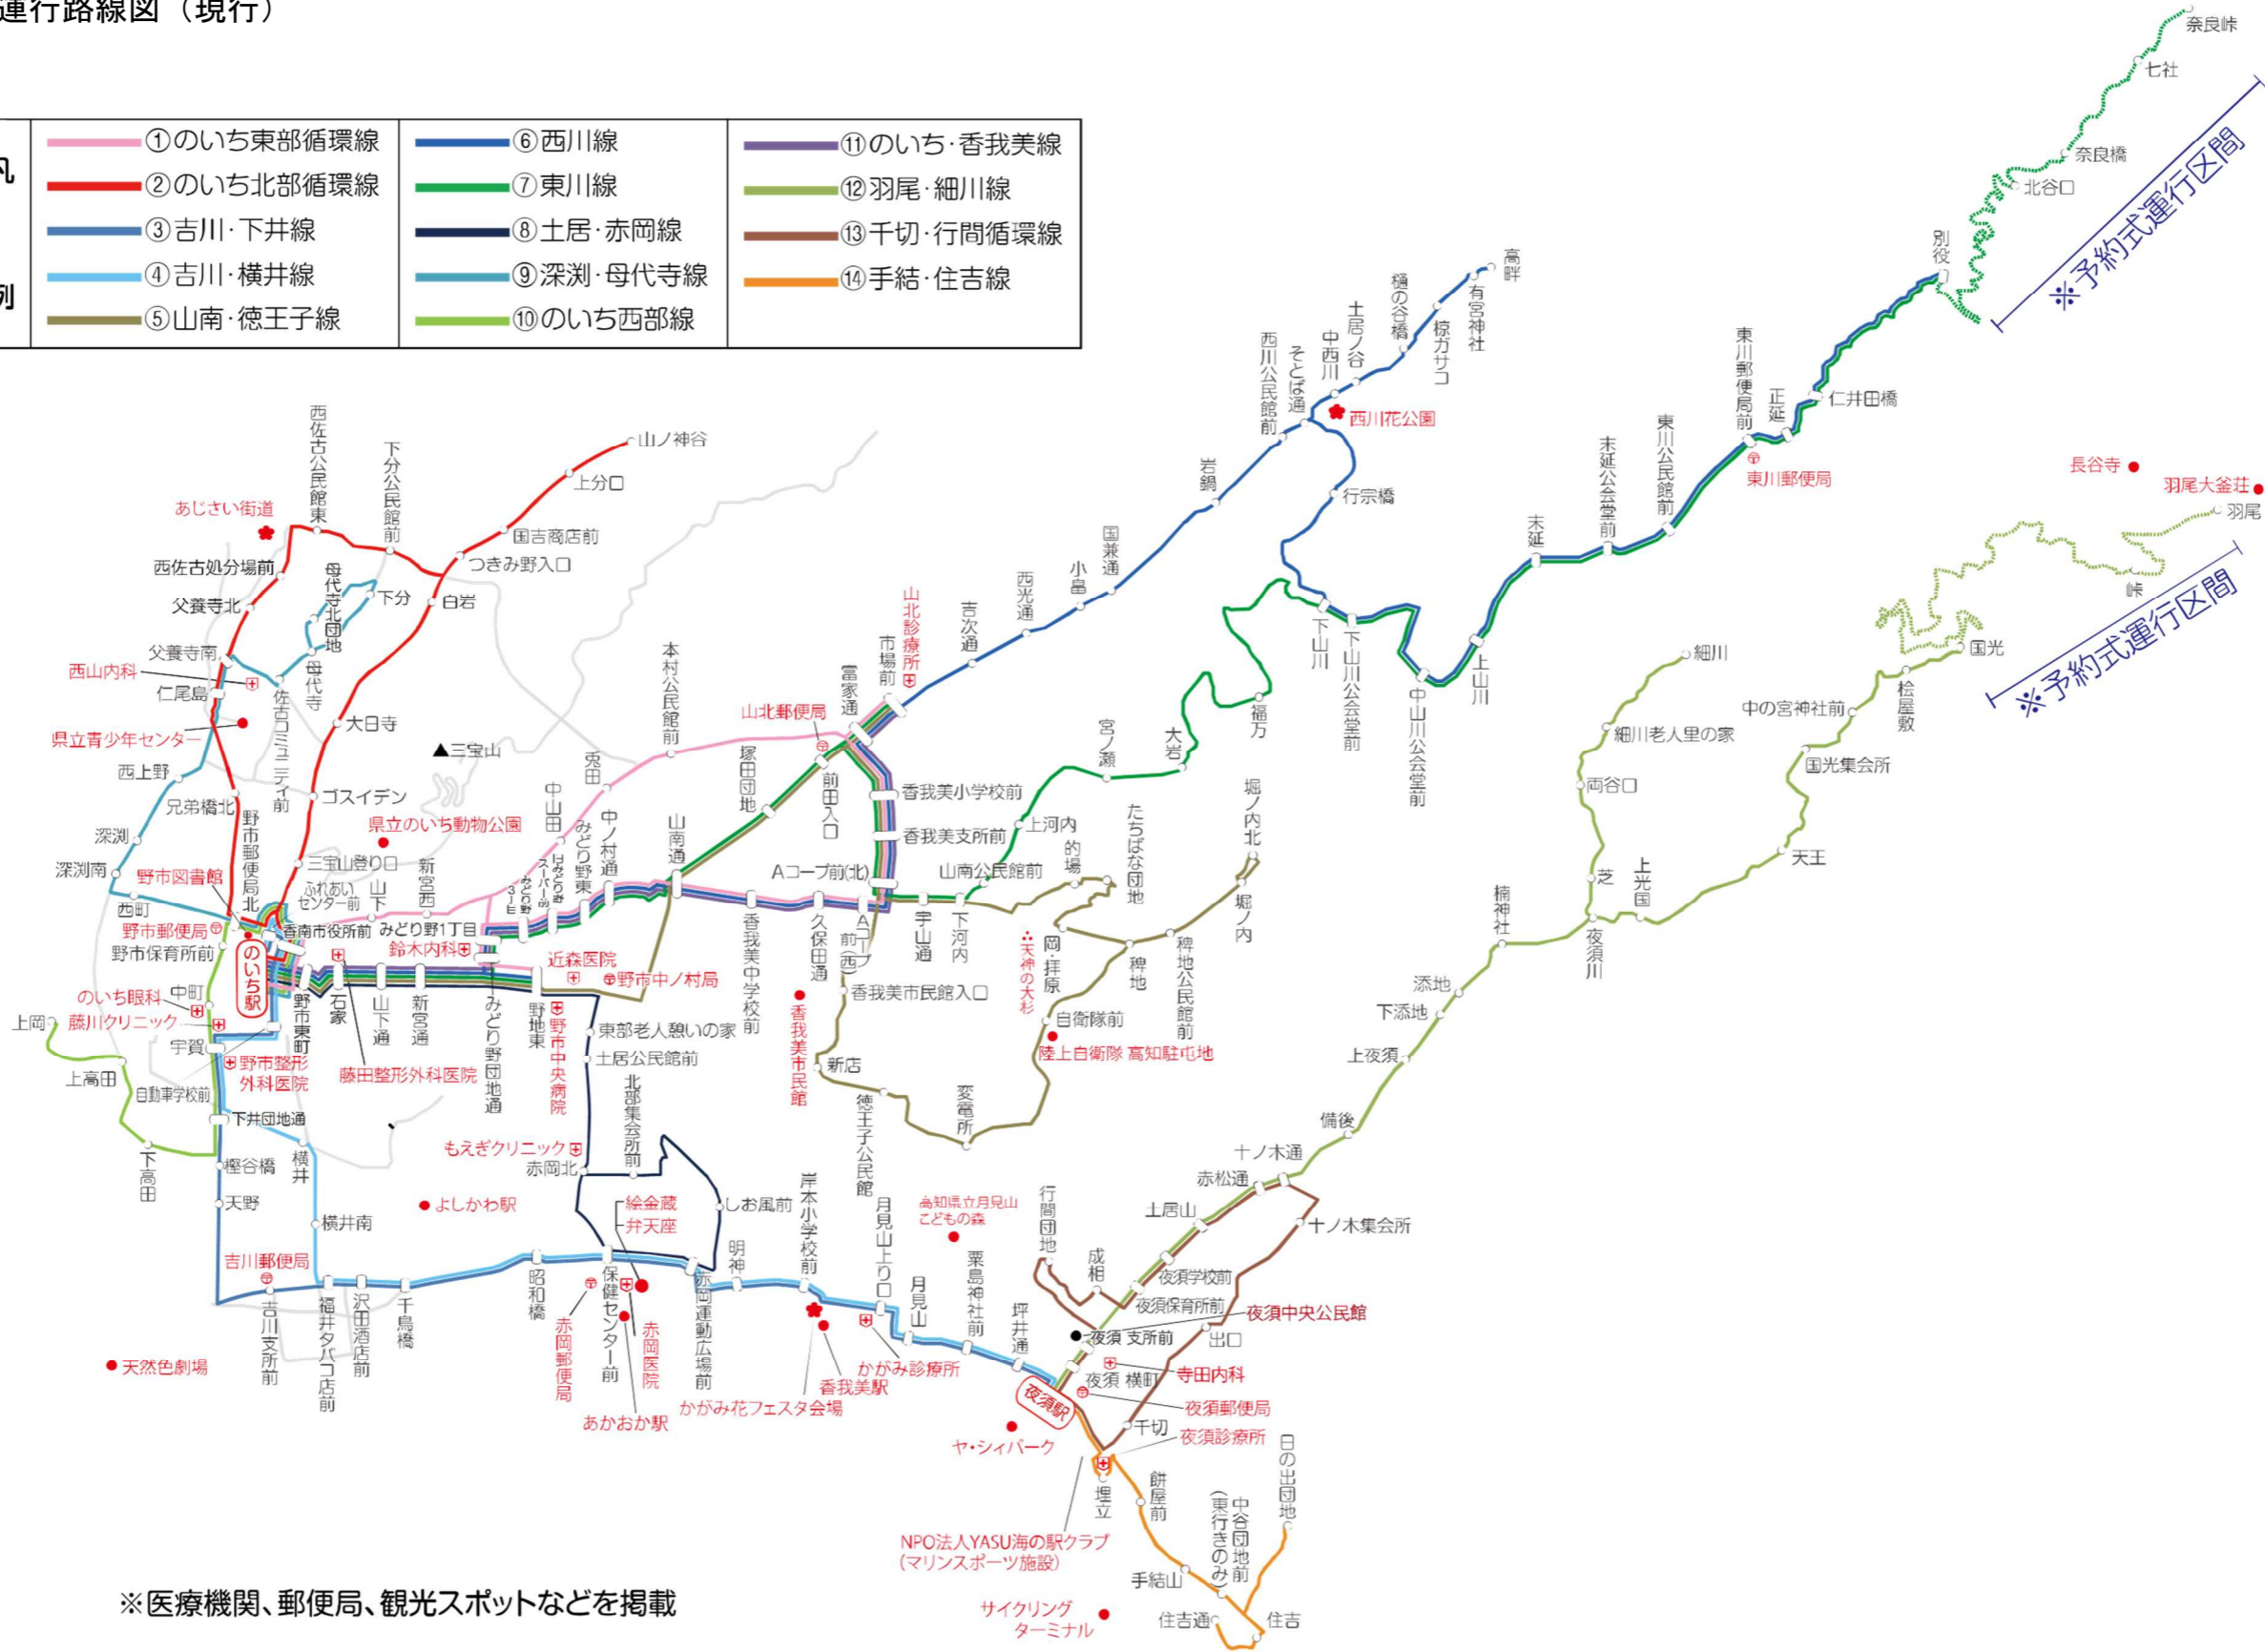 運行路線図（現行）
凡
例
①のいち東部循環線
②のいち北部循環線
③吉川・下井線
④吉川・横井線
⑤山南・徳王子線
⑥西川線
⑦東川線
⑧土居・赤岡線
⑨深渕・母代寺線
⑩のいち西部線
⑪のいち・香我美線
⑫羽尾・細川線
⑬千切・行間循環線
⑭手結・住吉線
奈良峠
七社
奈良橋
北谷口
※予約式運行区間
別役
仁井田橋
正延
東川郵便局前
東川郵便局
東川公民館前
末延公会堂前
末延
上山川
中山川公会堂前
下山川公会堂前
下山川
行宗橋
高畔
有宮神社
椋ガサコ
樋の谷橋
土居ノ谷
中西川
そとば通
西川公民館前
西川花公園
岩鍋
国兼通
小畠
西光通
吉次通
山北診療所
市場前
冨家通
山北郵便局
前田入口
塚田団地
本村公民館前
兎田
中山田
みどり野東
中ノ村通
山南通
香我美小学校前
香我美支所前
Aコープ前(北)
山南公民館前
上河内
宮ノ瀬
大岩
福万
長谷寺
羽尾大釜荘
羽尾
峠
※予約式運行区間
国光
桧屋敷
中の宮神社前
国光集会所
天王
上光国
細川
細川老人里の家
両谷口
芝
夜須川
楠神社
添地
下添地
上夜須
備後
十ノ木通
赤松通
土居山
十ノ木集会所
夜須学校前
夜須保育所前
夜須中央公民館
夜須 支所前
出口
夜須 横町
寺田内科
夜須郵便局
夜須診療所
夜須駅
千切
成相
行間団地
山ノ神谷
上分口
国吉商店前
つきみ野入口
白岩
下分公民館前
西佐古公民館東
あじさい街道
西佐古処分場前
父養寺北
父養寺南
西山内科
仁尾島
県立青少年センター
西上野
兄弟橋北
深渕
深渕南
西町
母代寺北団地
下分
母代寺
佐古コミュニティ前
大日寺
ゴスイデン
▲三宝山
県立のいち動物公園
三宝山登り口
野市図書館
野市郵便局北
ふれあい
センター前
山下
新宮西
野市郵便局
香南市役所前
みどり野1丁目
鈴木内科
野市保育所前
のいち駅
のいち眼科
中町
藤川クリニック
上岡
宇賀
上高田
野市整形
外科医院
自動車学校前
下井団地通
下高田
樫谷橋
天野
横井
横井南
野市東町
石家
山下通
新宮通
藤田整形外科医院
みどり野団地通
野地東
近森医院
野市中ノ村局
野市中央病院
東部老人憩いの家
土居公民館前
もえぎクリニック
赤岡北
北部集会所前
しお風前
香我美中学校前
久保田通
Aコープ
前(西)
宇山通
下河内
香我美市民館入口
香我美市民館
新店
徳王子公民館
変電所
的場
たちばな団地
堀ノ内北
堀ノ内
天神の大杉
岡・拝原
稗地
稗地公民館前
自衛隊前
陸上自衛隊 高知駐屯地
よしかわ駅
吉川郵便局
吉川支所前
福井タバコ店前
沢田酒店前
千鳥橋
天然色劇場
昭和橋
絵金蔵
弁天座
保健センター前
赤岡郵便局
赤岡医院
あかおか駅
赤岡運動広場前
明神
岸本小学校前
かがみ花フェスタ会場
香我美駅
かがみ診療所
月見山上り口
月見山
高知県立月見山
こどもの森
粟島神社前
坪井通
ヤ・シィパーク
埋立
餅屋前
NPO法人YASU海の駅クラブ
（マリンスポーツ施設）
手結山
中谷団地前
(東行きのみ)
日の出団地
住吉通
住吉
サイクリング
ターミナル
※医療機関、郵便局、観光スポットなどを掲載